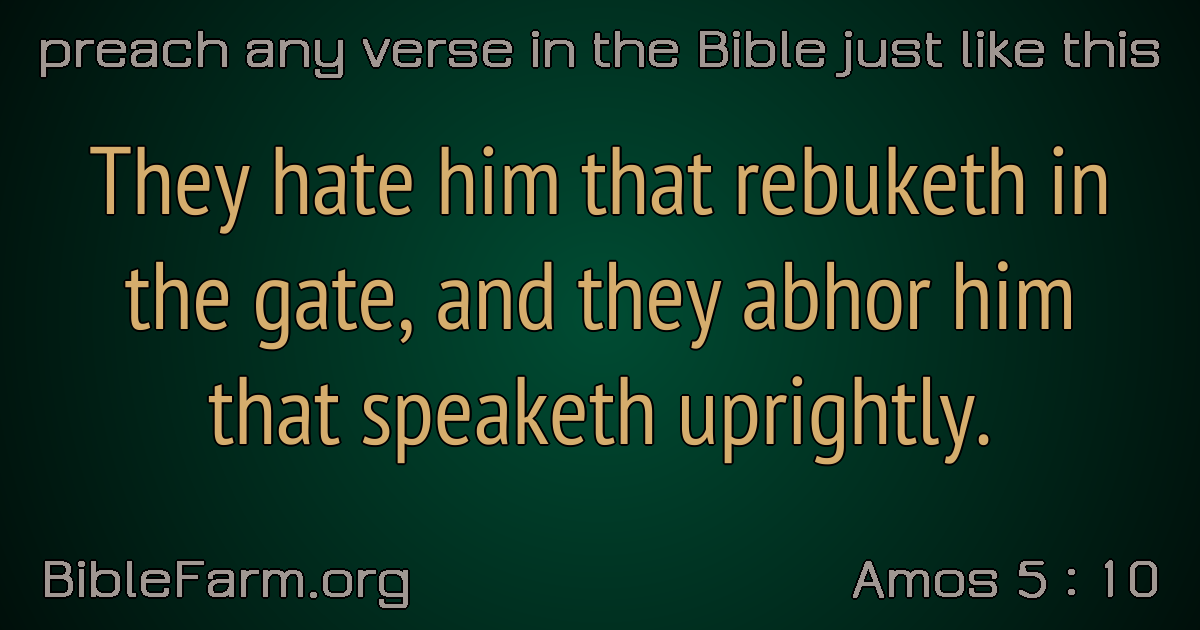 preach any verse in the Bible just like this
They hate him that rebuketh in
the gate, and they abhor him
that speaketh uprightly.
BibleFarm.org
Amos 5 : 10